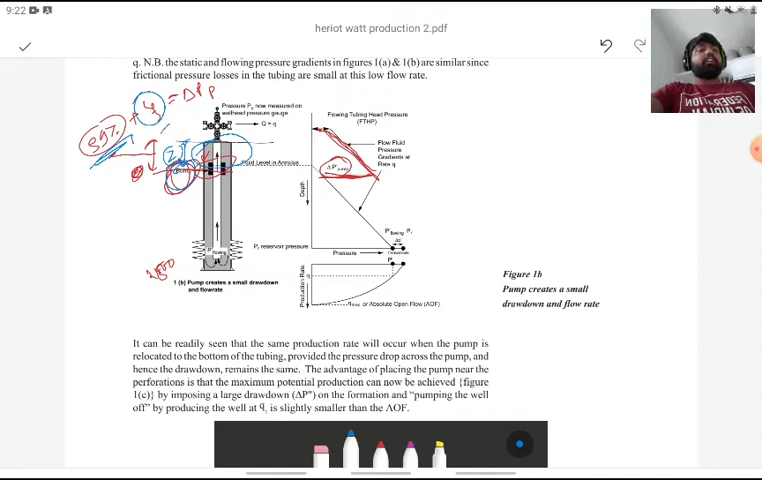 9:22
heriot watt production 2.pdf
q. N.B. the static and flowing pressure gradients in figures 1(a) & 1(b) are similar since
frictional pressure losses in the tubing are small at this low flow rate.
Pressure P, now measured on
wellhead pressure gauge
Q = q
Flowing Tubing Head Pressure
(FTHP)
Flow Fluid
Pressure
Gradients at
Rate q
Fluid Level in Annulus
ΔP
Depth
P flowing
P, reservoir pressure
Pressure
Drawdown
Production Rate
q
or Absolute Open Flow (AOF)
1 (b) Pump creates a small drawdown
and flowrate
Figure 1b
Pump creates a small
drawdown and flow rate
It can be readily seen that the same production rate will occur when the pump is
relocated to the bottom of the tubing, provided the pressure drop across the pump, and
hence the drawdown, remains the same. The advantage of placing the pump near the
perforations is that the maximum potential production can now be achieved {figure
1(c)} by imposing a large drawdown (ΔP") on the formation and "pumping the well
off" by producing the well at q, is slightly smaller than the AOF.